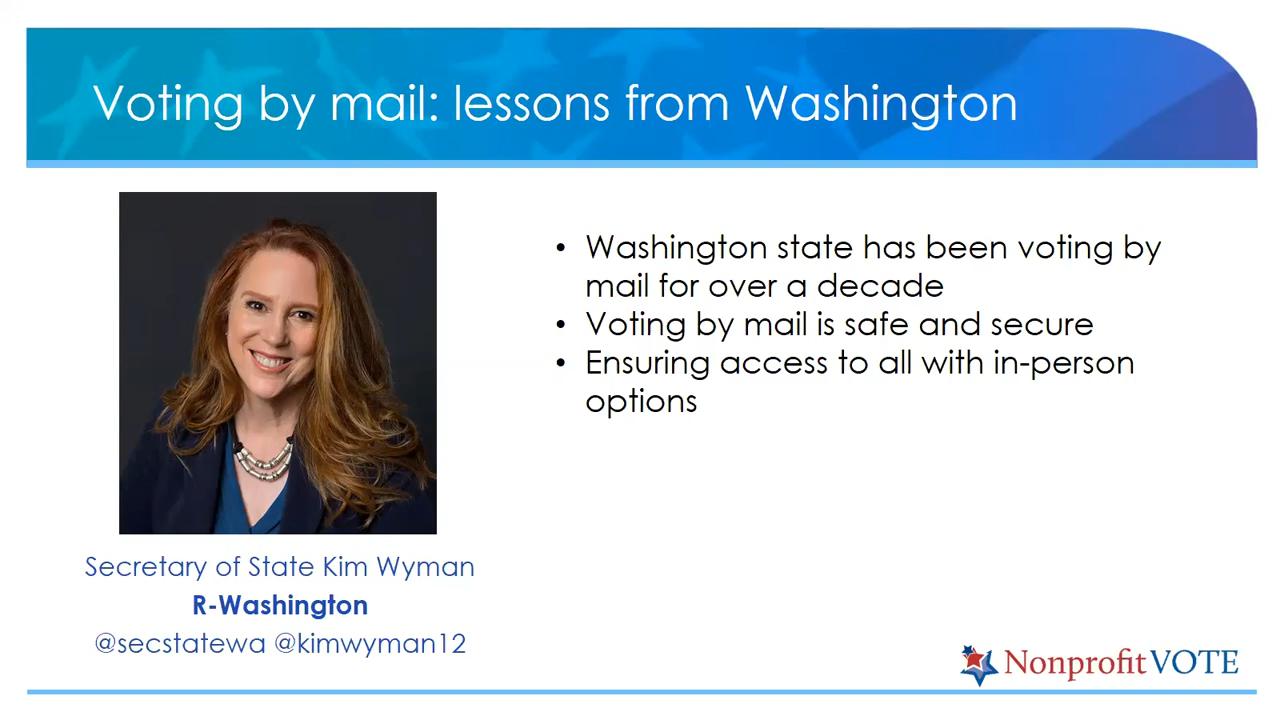 Voting by mail: lessons from Washington
• Washington state has been voting by
mail for over a decade
• Voting by mail is safe and secure
• Ensuring access to all with in-person
options
Secretary of State Kim Wyman
R-Washington
@secstatewa @kimwyman12
NonprofitVOTE